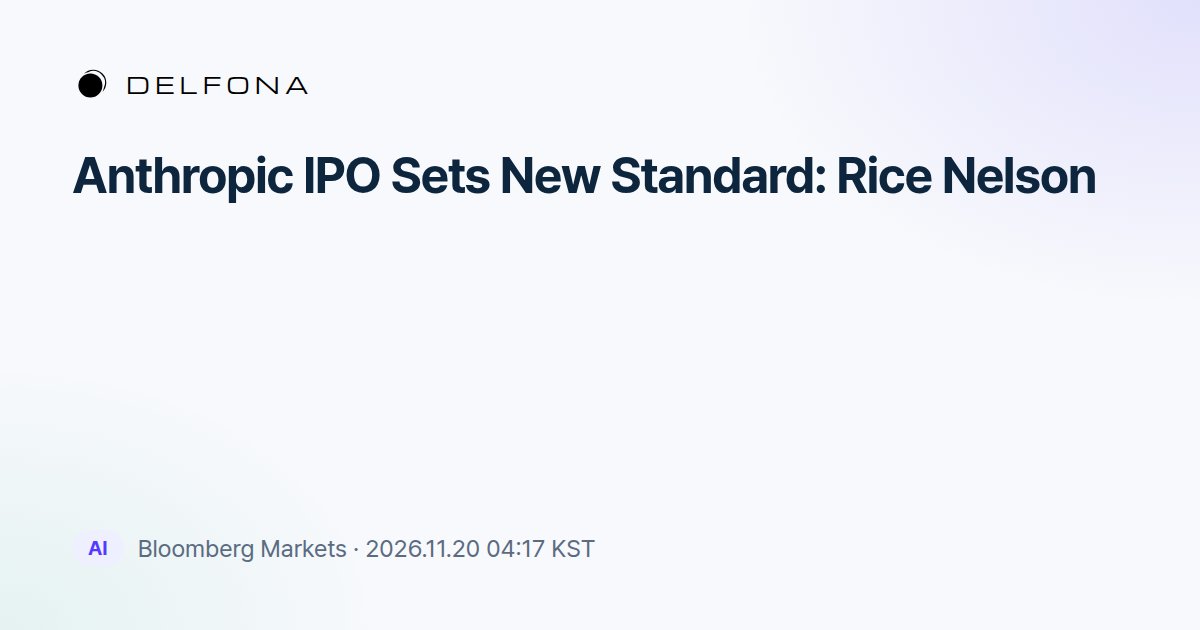 DELFONA
Anthropic IPO Sets New Standard: Rice Nelson
AI Bloomberg Markets · 2026.11.20 04:17 KST